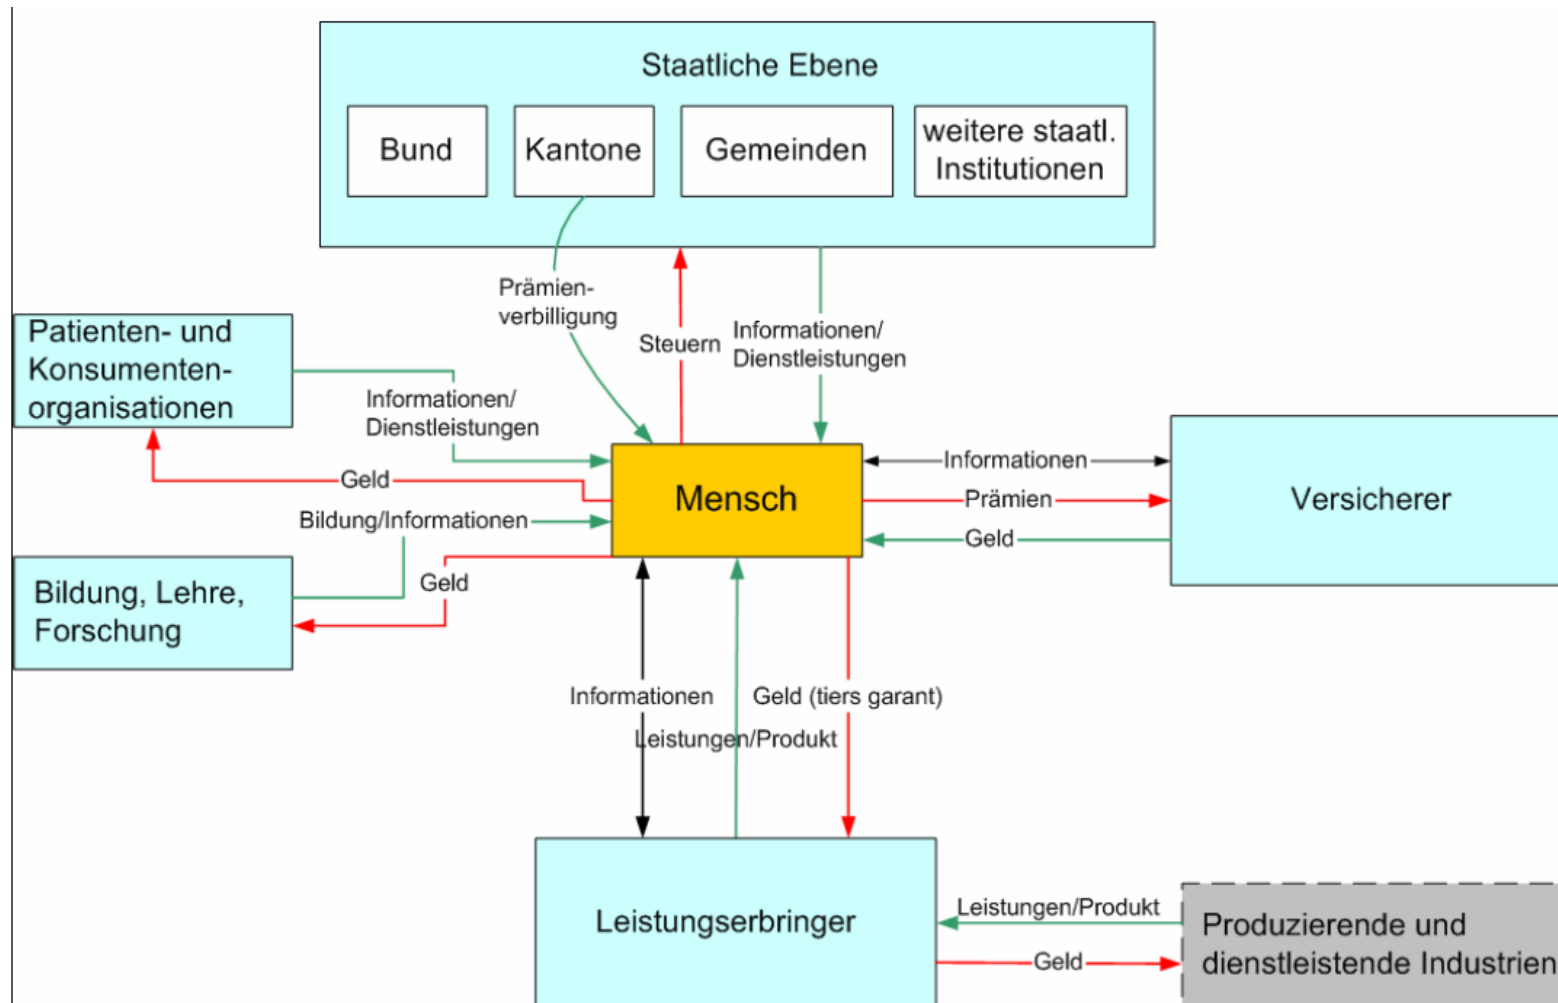 Staatliche Ebene
Bund
Kantone
Gemeinden
weitere staatl.
Institutionen
Prämien-
verbilligung
Steuern
Informationen/
Dienstleistungen
Patienten- und
Konsumenten-
organisationen
Informationen/
Dienstleistungen
Geld
Mensch
Informationen
Prämien
Geld
Versicherer
Bildung/Informationen
Geld
Bildung, Lehre,
Forschung
Informationen
Geld (tiers garant)
Leistungen/Produkt
Leistungserbringer
Leistungen/Produkt
Geld
Produzierende und
dienstleistende Industrien